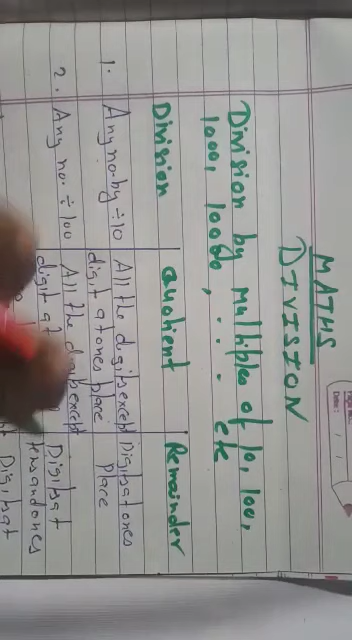 MATHS
DIVISION
Date:
Division by multiples of 10, 100,
1000, 10000, . . . etc
Division Quotient Remainder
1. Any no. by ÷ 10 All the digits except Digits at ones
digit at ones place place
2. Any no. ÷ 100 All the digits except Digits at
digit at tens and ones
Digits at